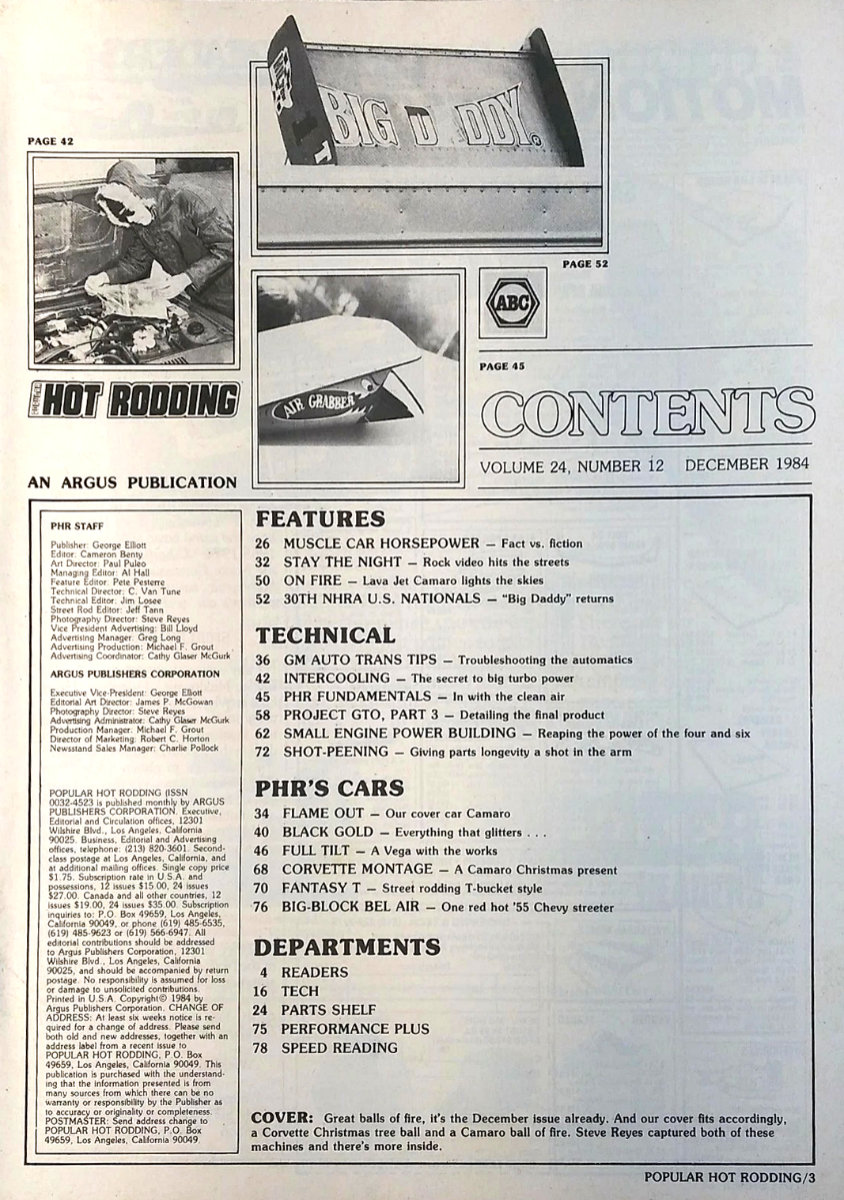 PAGE 42
BIG D DDY
PAGE 52
ABC
AIR GRABBER
PAGE 45
HOT RODDING
CONTENTS
VOLUME 24, NUMBER 12 DECEMBER 1984
AN ARGUS PUBLICATION
PHR STAFF
Publisher: George Elliott
Editor: Cameron Benty
Art Director: Paul Puleo
Managing Editor: Al Hall
Feature Editor: Pete Pesterre
Technical Director: C. Van Tune
Technical Editor: Jim Losee
Street Rod Editor: Jeff Tann
Photography Director: Steve Reyes
Vice President Advertising: Bill Lloyd
Advertising Manager: Greg Long
Advertising Production: Michael F. Grout
Advertising Coordinator: Cathy Glaser McGurk
ARGUS PUBLISHERS CORPORATION
Executive Vice-President: George Elliott
Editorial Art Director: James P. McGowan
Photography Director: Steve Reyes
Advertising Administrator: Cathy Glaser McGurk
Production Manager: Michael F. Grout
Director of Marketing: Robert C. Horton
Newsstand Sales Manager: Charlie Pollock
POPULAR HOT RODDING (ISSN
0032-4523 is published monthly by ARGUS
PUBLISHERS CORPORATION. Executive,
Editorial and Circulation offices, 12301
Wilshire Blvd., Los Angeles, California
90025. Business, Editorial and Advertising
offices, telephone: (213) 820-3601. Second-
class postage at Los Angeles, California, and
at additional mailing offices. Single copy price
$1.75. Subscription rate in U.S.A. and
possessions, 12 issues $15.00, 24 issues
$27.00. Canada and all other countries, 12
issues $19.00, 24 issues $35.00. Subscription
inquiries to: P.O. Box 49659, Los Angeles,
California 90049, or phone (619) 485-6535,
(619) 485-9623 or (619) 566-6947. All
editorial contributions should be addressed
to Argus Publishers Corporation, 12301
Wilshire Blvd., Los Angeles, California
90025, and should be accompanied by return
postage. No responsibility is assumed for loss
or damage to unsolicited contributions.
Printed in U.S.A. Copyright© 1984 by
Argus Publishers Corporation. CHANGE OF
ADDRESS: At least six weeks notice is re-
quired for a change of address. Please send
both old and new addresses, together with an
address label from a recent issue to
POPULAR HOT RODDING, P.O. Box
49659, Los Angeles, California 90049. This
publication is purchased with the understand-
ing that the information presented is from
many sources from which there can be no
warranty or responsibility by the Publisher as
to accuracy or originality or completeness.
POSTMASTER: Send address change to
POPULAR HOT RODDING, P.O. Box
49659, Los Angeles, California 90049.
FEATURES
26 MUSCLE CAR HORSEPOWER — Fact vs. fiction
32 STAY THE NIGHT — Rock video hits the streets
50 ON FIRE — Lava Jet Camaro lights the skies
52 30TH NHRA U.S. NATIONALS — “Big Daddy” returns
TECHNICAL
36 GM AUTO TRANS TIPS — Troubleshooting the automatics
42 INTERCOOLING — The secret to big turbo power
45 PHR FUNDAMENTALS — In with the clean air
58 PROJECT GTO, PART 3 — Detailing the final product
62 SMALL ENGINE POWER BUILDING — Reaping the power of the four and six
72 SHOT-PEENING — Giving parts longevity a shot in the arm
PHR'S CARS
34 FLAME OUT — Our cover car Camaro
40 BLACK GOLD — Everything that glitters . . .
46 FULL TILT — A Vega with the works
68 CORVETTE MONTAGE — A Camaro Christmas present
70 FANTASY T — Street rodding T-bucket style
76 BIG-BLOCK BEL AIR — One red hot '55 Chevy streeter
DEPARTMENTS
4 READERS
16 TECH
24 PARTS SHELF
75 PERFORMANCE PLUS
78 SPEED READING
COVER: Great balls of fire, it's the December issue already. And our cover fits accordingly,
a Corvette Christmas tree ball and a Camaro ball of fire. Steve Reyes captured both of these
machines and there's more inside.
POPULAR HOT RODDING/3